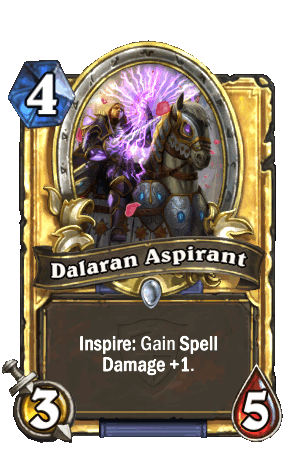 4
Dalaran Aspirant
Inspire: Gain Spell
Damage +1.
3
5